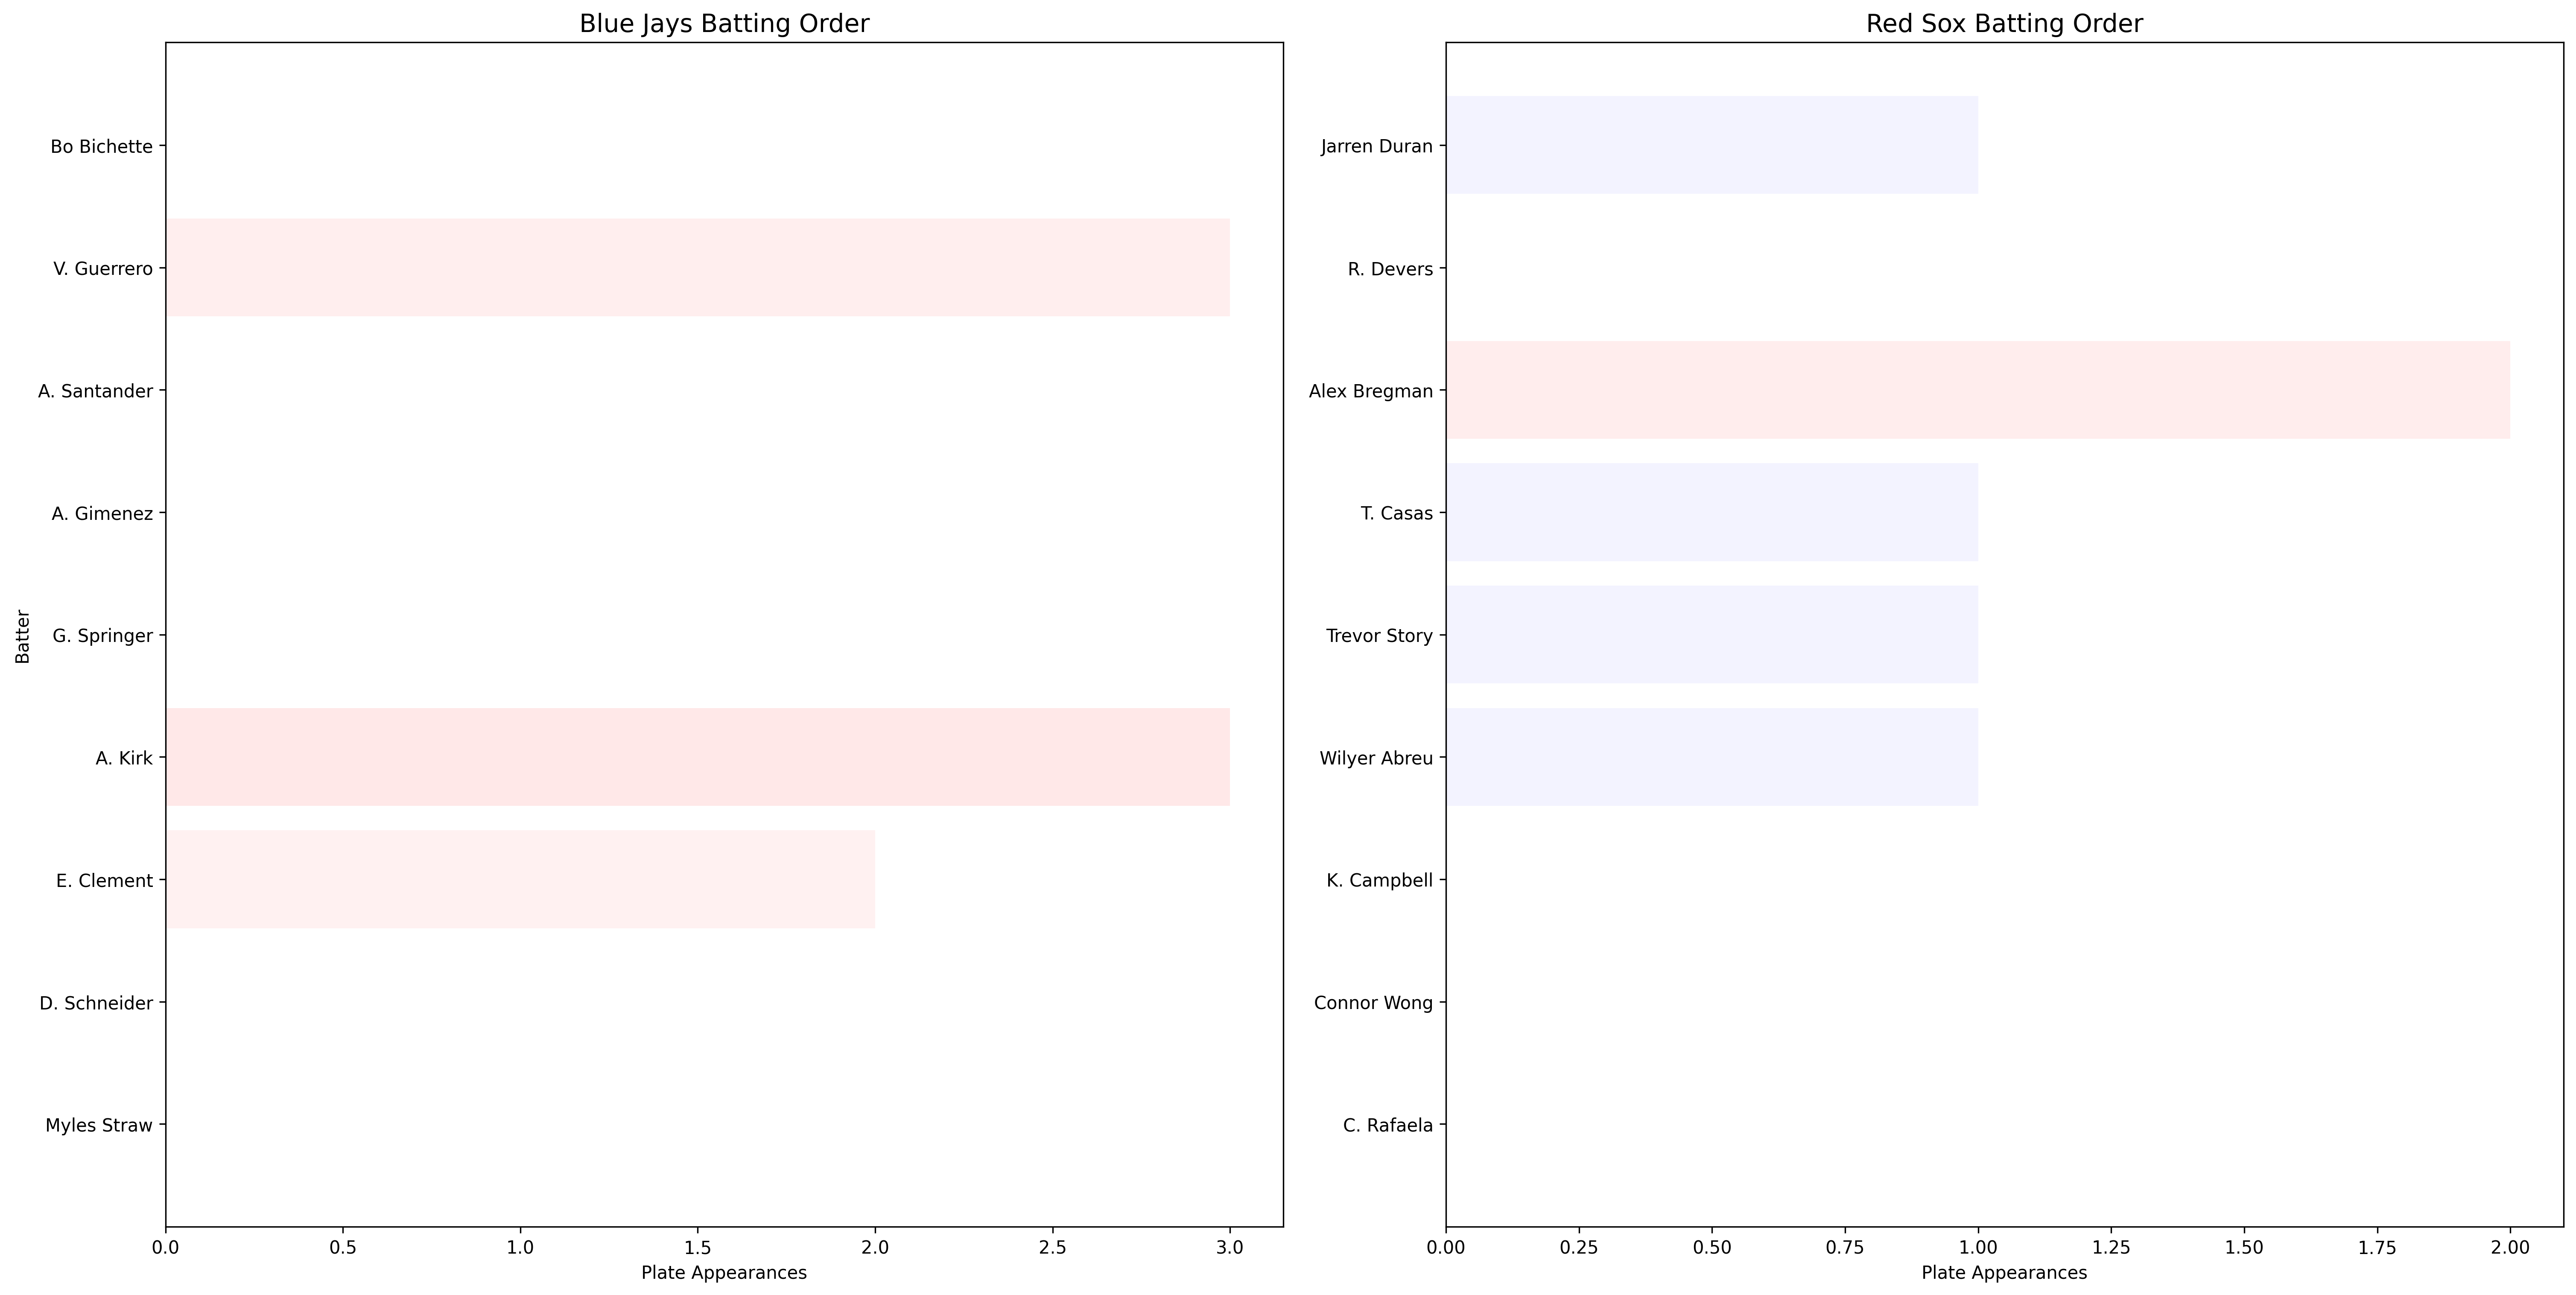 Blue Jays Batting Order
Batter
Bo Bichette
V. Guerrero
A. Santander
A. Gimenez
G. Springer
A. Kirk
E. Clement
D. Schneider
Myles Straw
0.0 0.5 1.0 1.5 2.0 2.5 3.0
Plate Appearances
Red Sox Batting Order
Jarren Duran
R. Devers
Alex Bregman
T. Casas
Trevor Story
Wilyer Abreu
K. Campbell
Connor Wong
C. Rafaela
0.00 0.25 0.50 0.75 1.00 1.25 1.50 1.75 2.00
Plate Appearances